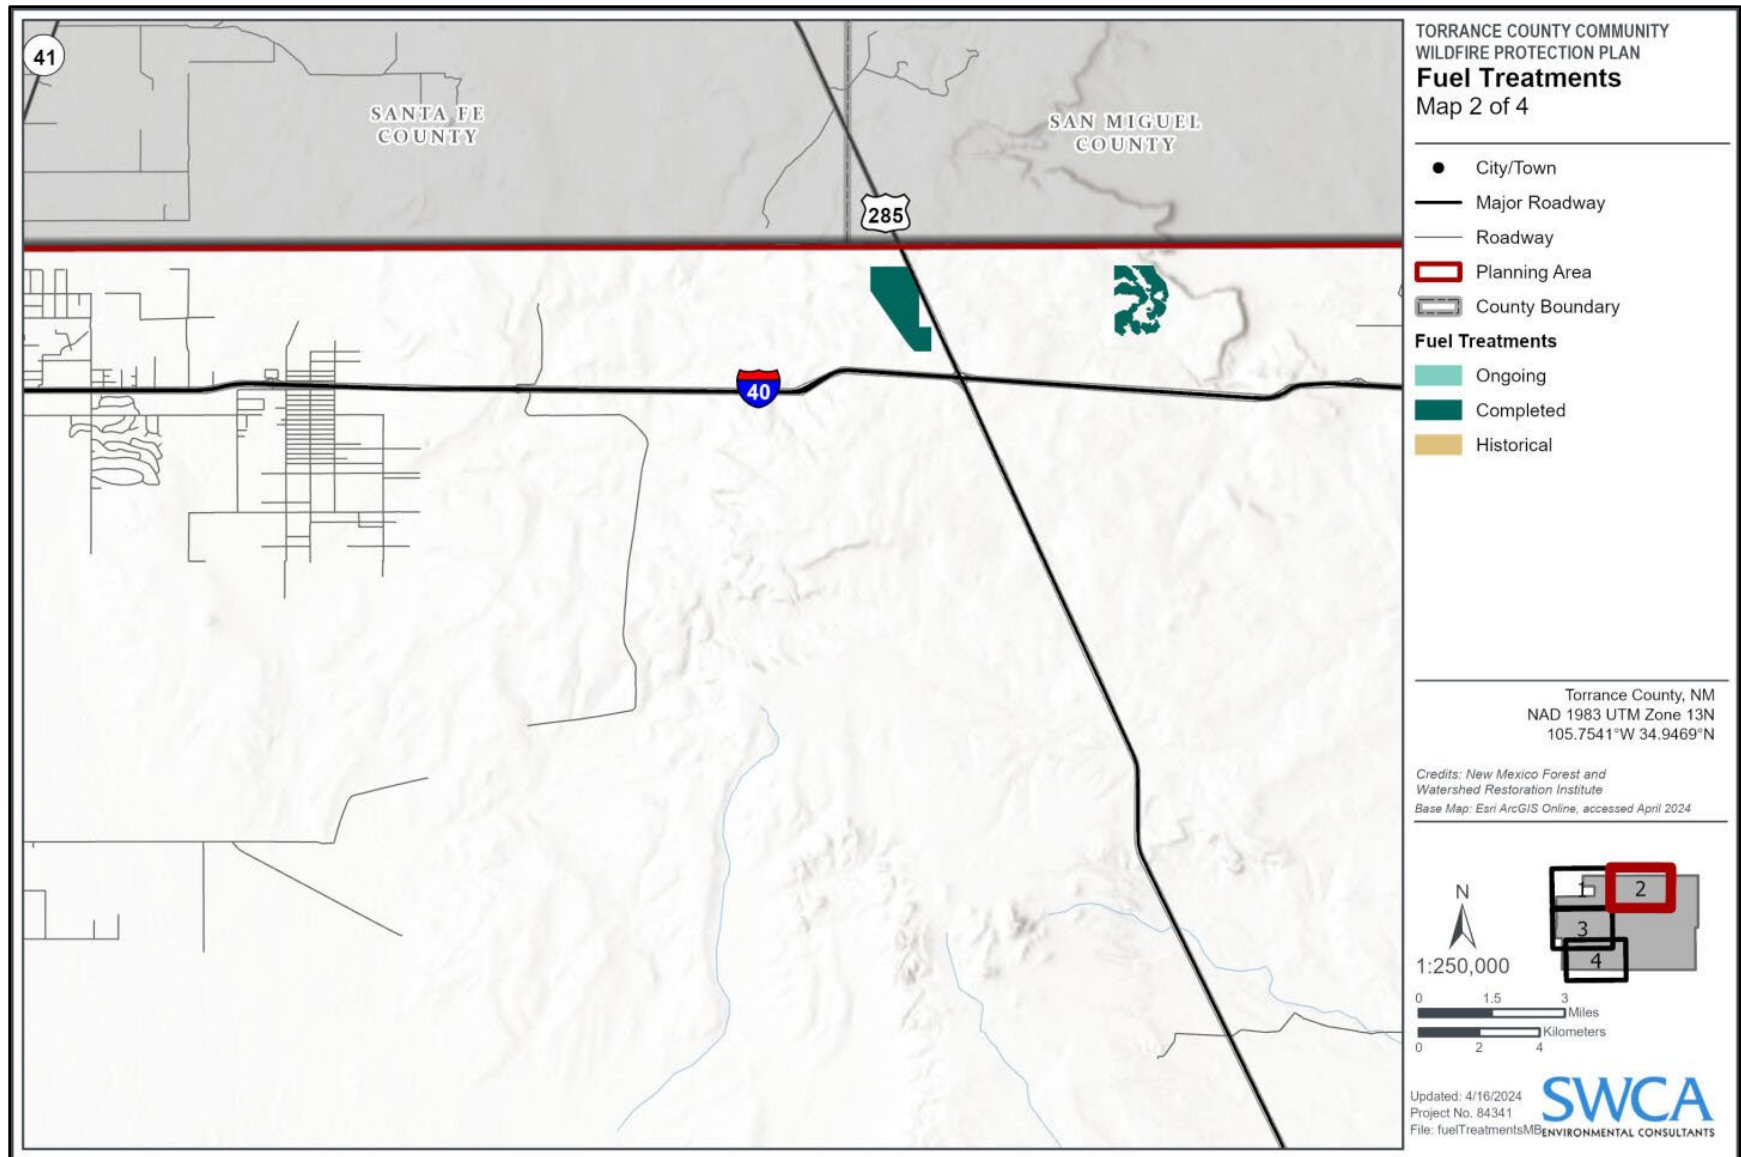 41
SANTA FE
COUNTY
SAN MIGUEL
COUNTY
285
40
TORRANCE COUNTY COMMUNITY
WILDFIRE PROTECTION PLAN
Fuel Treatments
Map 2 of 4
City/Town
Major Roadway
Roadway
Planning Area
County Boundary
Fuel Treatments
Ongoing
Completed
Historical
Torrance County, NM
NAD 1983 UTM Zone 13N
105.7541°W 34.9469°N
Credits: New Mexico Forest and
Watershed Restoration Institute
Base Map: Esri ArcGIS Online, accessed April 2024
1
2
3
4
N
1:250,000
0 1.5 3
Miles
Kilometers
0 2 4
Updated: 4/16/2024
Project No. 84341
File: fuelTreatmentsMB
SWCA
ENVIRONMENTAL CONSULTANTS